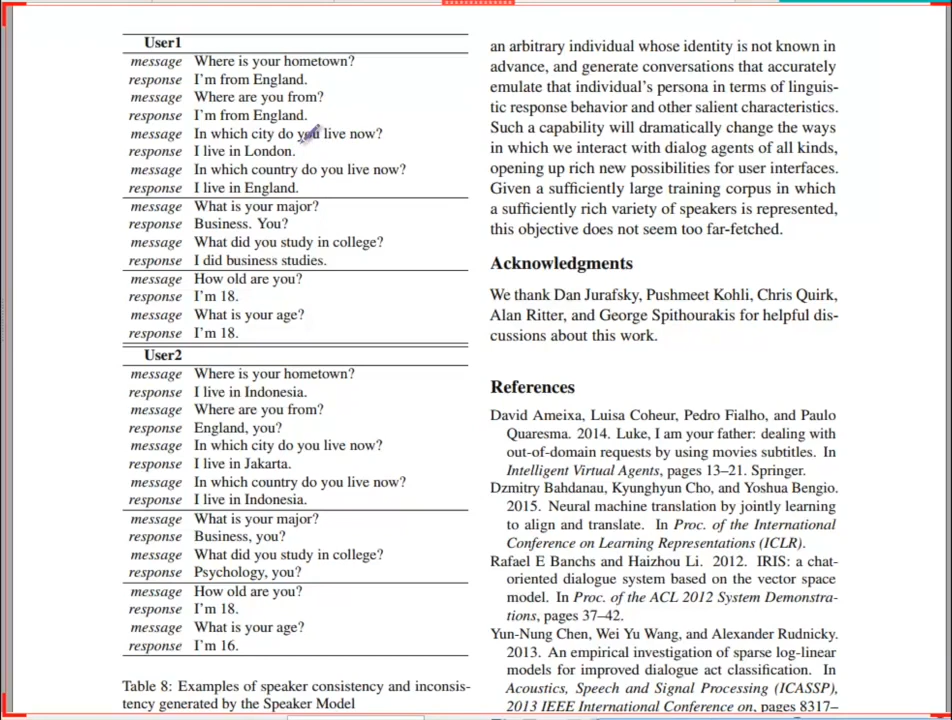 User1
message Where is your hometown?
response I'm from England.
message Where are you from?
response I'm from England.
message In which city do you live now?
response I live in London.
message In which country do you live now?
response I live in England.
message What is your major?
response Business. You?
message What did you study in college?
response I did business studies.
message How old are you?
response I'm 18.
message What is your age?
response I'm 18.
User2
message Where is your hometown?
response I live in Indonesia.
message Where are you from?
response England, you?
message In which city do you live now?
response I live in Jakarta.
message In which country do you live now?
response I live in Indonesia.
message What is your major?
response Business, you?
message What did you study in college?
response Psychology, you?
message How old are you?
response I'm 18.
message What is your age?
response I'm 16.
Table 8: Examples of speaker consistency and inconsis-
tency generated by the Speaker Model
an arbitrary individual whose identity is not known in
advance, and generate conversations that accurately
emulate that individual's persona in terms of linguis-
tic response behavior and other salient characteristics.
Such a capability will dramatically change the ways
in which we interact with dialog agents of all kinds,
opening up rich new possibilities for user interfaces.
Given a sufficiently large training corpus in which
a sufficiently rich variety of speakers is represented,
this objective does not seem too far-fetched.
Acknowledgments
We thank Dan Jurafsky, Pushmeet Kohli, Chris Quirk,
Alan Ritter, and George Spithourakis for helpful dis-
cussions about this work.
References
David Ameixa, Luisa Coheur, Pedro Fialho, and Paulo
Quaresma. 2014. Luke, I am your father: dealing with
out-of-domain requests by using movies subtitles. In
Intelligent Virtual Agents, pages 13–21. Springer.
Dzmitry Bahdanau, Kyunghyun Cho, and Yoshua Bengio.
2015. Neural machine translation by jointly learning
to align and translate. In Proc. of the International
Conference on Learning Representations (ICLR).
Rafael E Banchs and Haizhou Li. 2012. IRIS: a chat-
oriented dialogue system based on the vector space
model. In Proc. of the ACL 2012 System Demonstra-
tions, pages 37–42.
Yun-Nung Chen, Wei Yu Wang, and Alexander Rudnicky.
2013. An empirical investigation of sparse log-linear
models for improved dialogue act classification. In
Acoustics, Speech and Signal Processing (ICASSP),
2013 IEEE International Conference on, pages 8317–